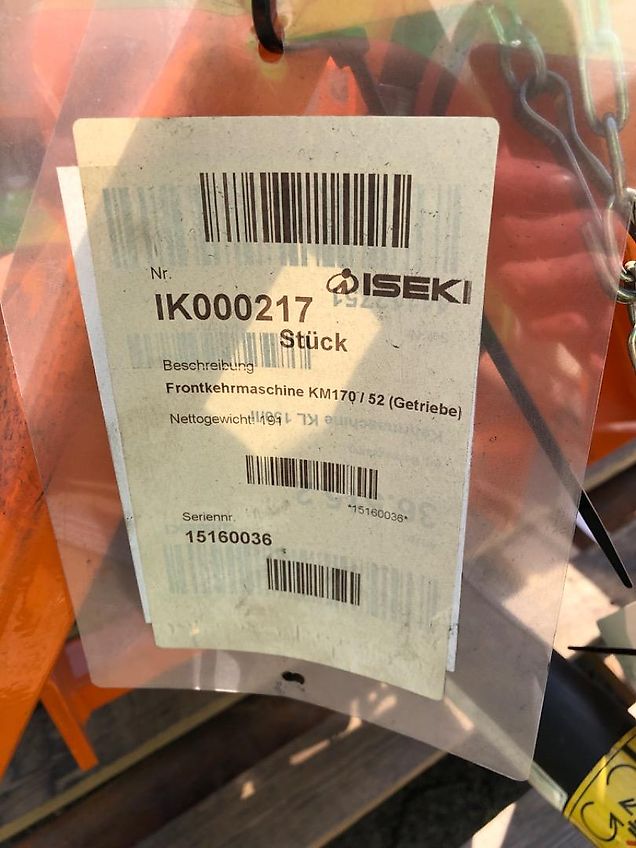 Nr.
ISEKI
IK000217
Stück
Beschreibung
Frontkehrmaschine KM170 / 52 (Getriebe)
Nettogewicht: 191
*15160036*
Seriennr.
15160036